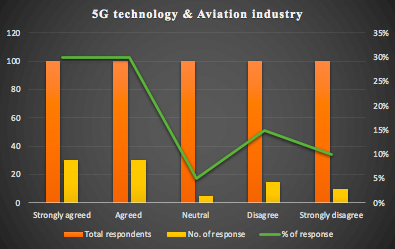 5G technology & Aviation industry
120
100
80
60
40
20
0
35%
30%
25%
20%
15%
10%
5%
0%
Strongly agreed
Agreed
Neutral
Disagree
Strongly disagree
Total respondents
No. of response
% of response